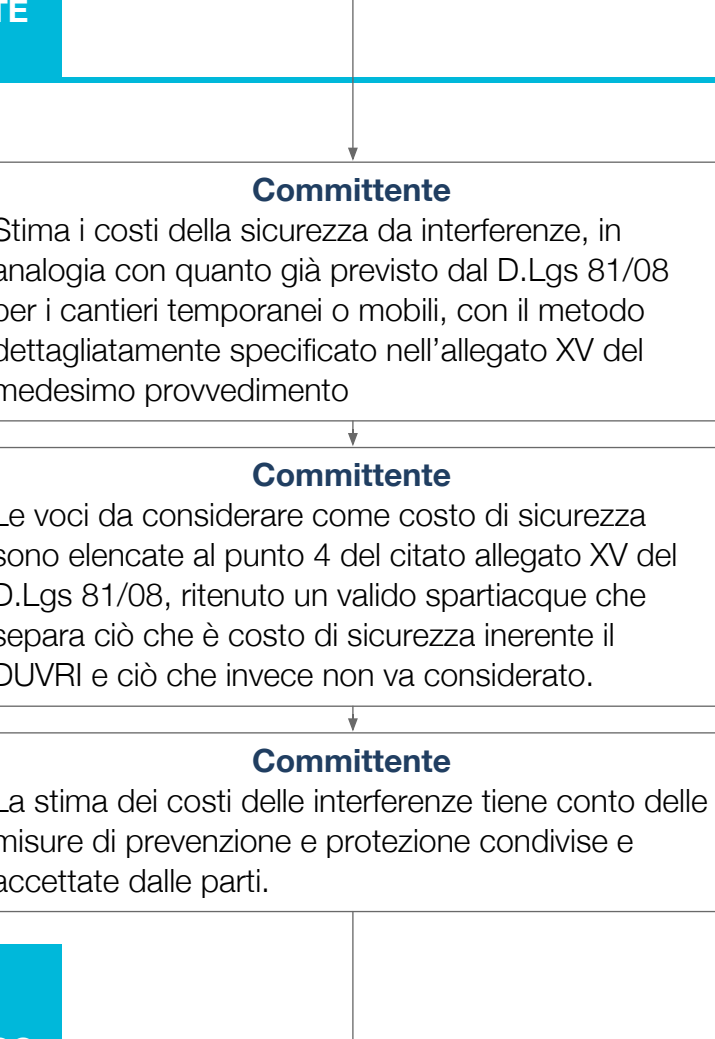 TE
Committente
Stima i costi della sicurezza da interferenze, in
analogia con quanto già previsto dal D.Lgs 81/08
per i cantieri temporanei o mobili, con il metodo
dettagliatamente specificato nell’allegato XV del
medesimo provvedimento
Committente
Le voci da considerare come costo di sicurezza
sono elencate al punto 4 del citato allegato XV del
D.Lgs 81/08, ritenuto un valido spartiacque che
separa ciò che è costo di sicurezza inerente il
DUVRI e ciò che invece non va considerato.
Committente
La stima dei costi delle interferenze tiene conto delle
misure di prevenzione e protezione condivise e
accettate dalle parti.